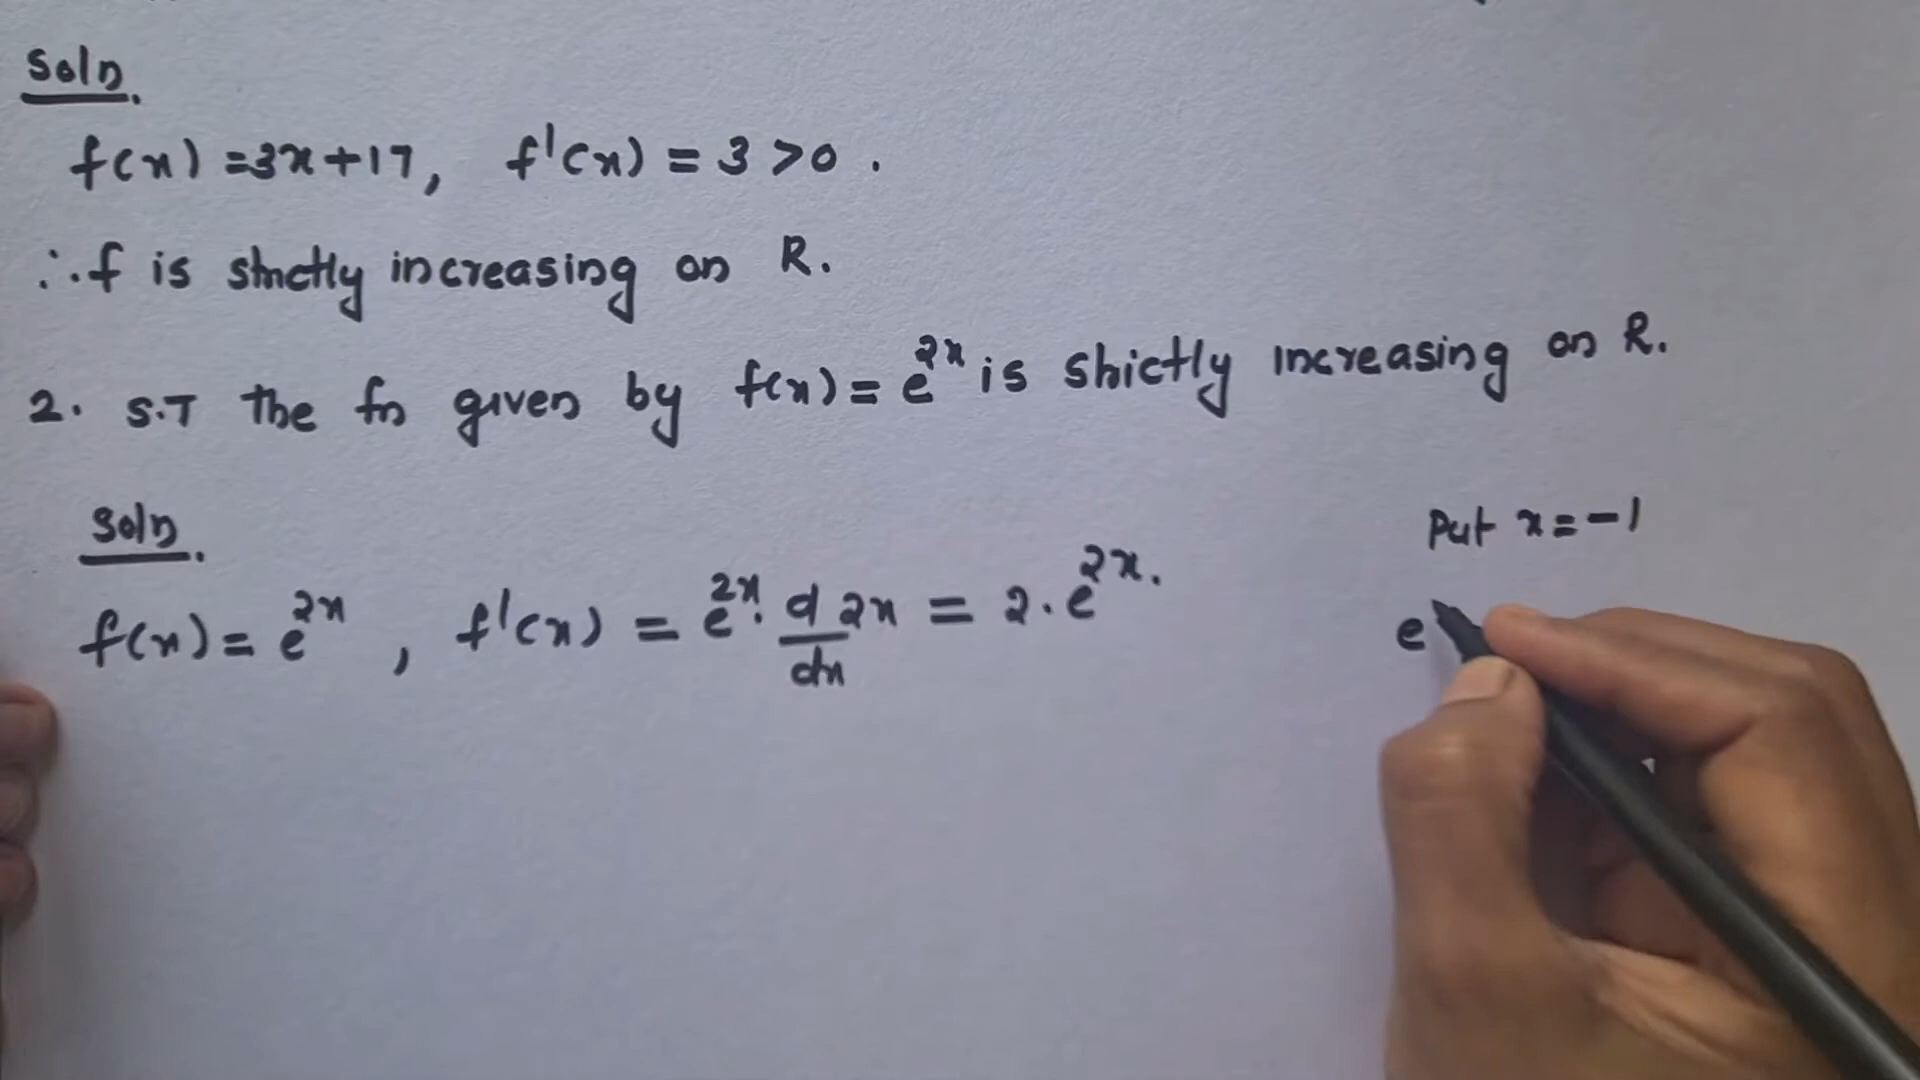 Soln.
f(x) = 3x+17, f'(x) = 3 >0.
∴ f is strictly increasing on R.
2. S.T the fn given by f(x) = e^{2x} is strictly increasing on R.
Soln.
f(x) = e^{2x}, f'(x) = e^{2x}. d/dx 2x = 2. e^{2x}.
Put x = -1
e